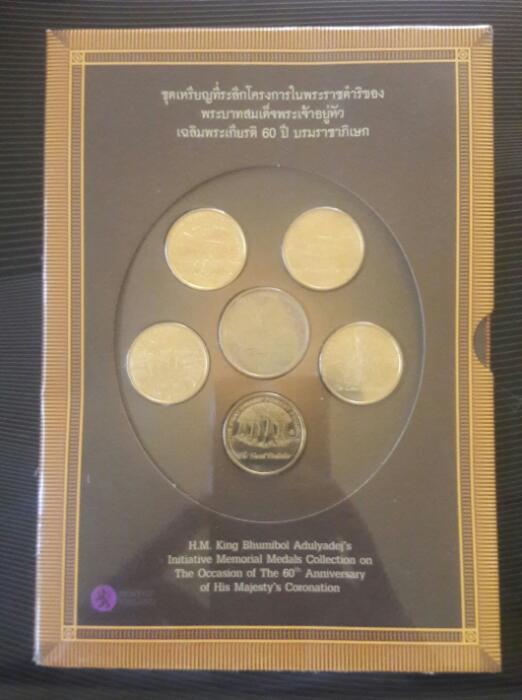 ชุดเหรียญที่ระลึกโครงการในพระราชดำริของ
พระบาทสมเด็จพระเจ้าอยู่หัว
เฉลิมพระเกียรติ 60 ปี บรมราชาภิเษก
H.M. King Bhumibol Adulyadej's
Initiative Memorial Medals Collection on
The Occasion of The 60th Anniversary
of His Majesty's Coronation